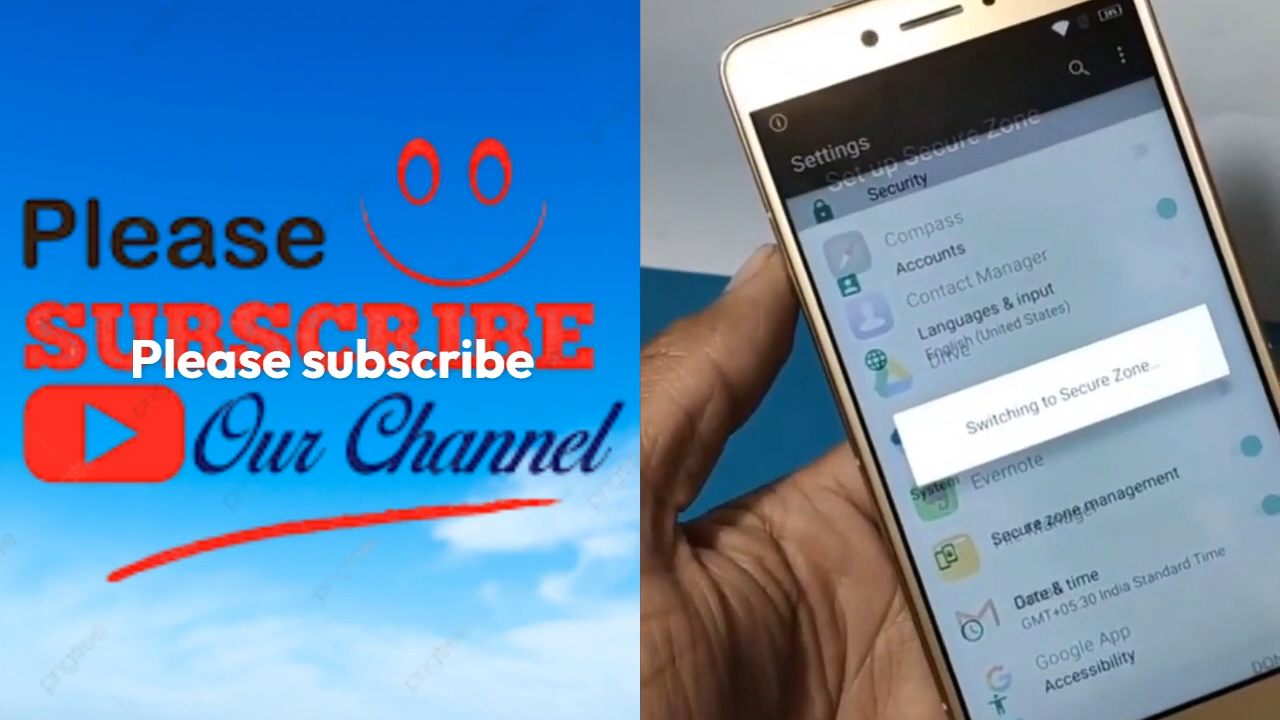 Please
SUBSCRIBE
Please subscribe
Our Channel
Settings
Set up Secure Zone
Security
Compass
Accounts
Contact Manager
Languages & input
English (United States)
Drive
Switching to Secure Zone...
System
Evernote
Secure zone management
File Manager
Date & time
GMT+05:30 India Standard Time
Google App
Accessibility